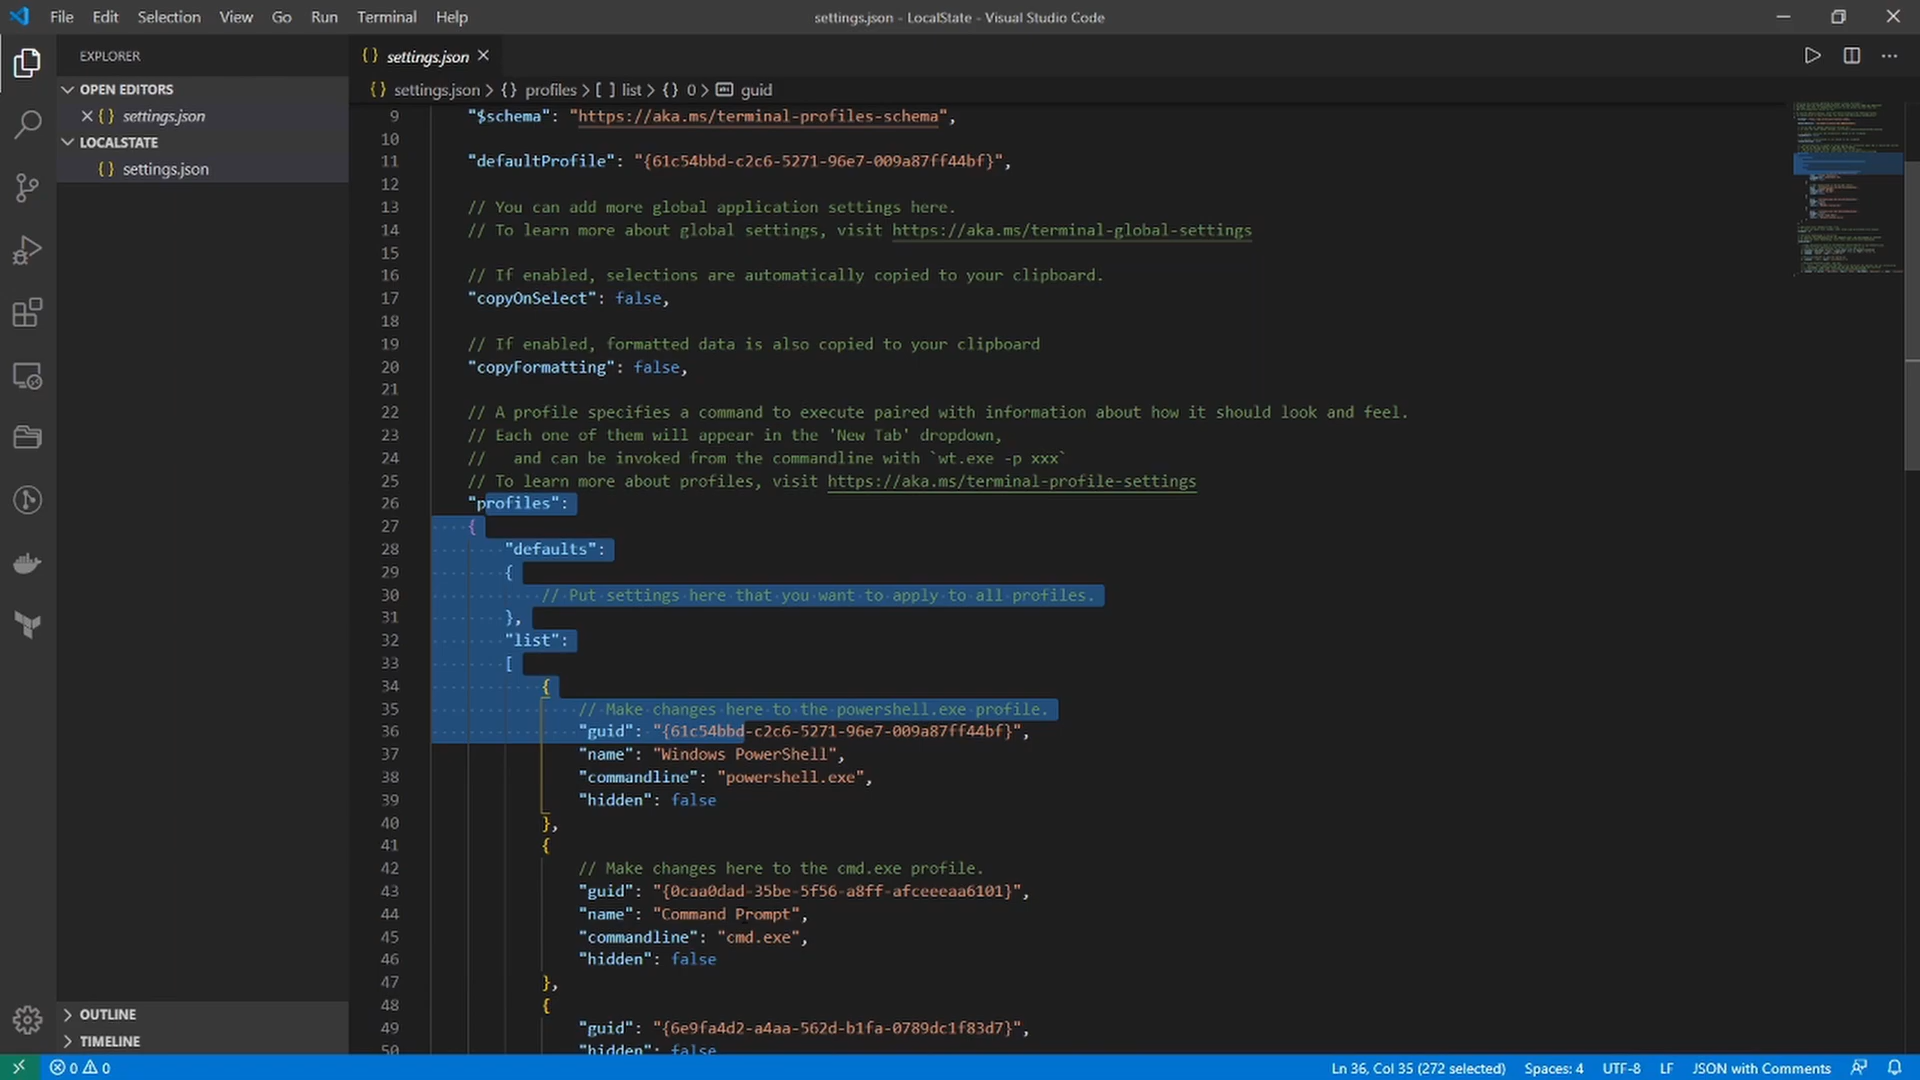 File Edit Selection View Go Run Terminal Help
settings.json - LocalState - Visual Studio Code
EXPLORER
OPEN EDITORS
settings.json
LOCALSTATE
settings.json
OUTLINE
TIMELINE
settings.json
settings.json > {} profiles > [ ] list > {} 0 > guid
9 "$schema": "https://aka.ms/terminal-profiles-schema",
10
11 "defaultProfile": "{61c54bbd-c2c6-5271-96e7-009a87ff44bf}",
12
13 // You can add more global application settings here.
14 // To learn more about global settings, visit https://aka.ms/terminal-global-settings
15
16 // If enabled, selections are automatically copied to your clipboard.
17 "copyOnSelect": false,
18
19 // If enabled, formatted data is also copied to your clipboard
20 "copyFormatting": false,
21
22 // A profile specifies a command to execute paired with information about how it should look and feel.
23 // Each one of them will appear in the 'New Tab' dropdown,
24 // and can be invoked from the commandline with `wt.exe -p xxx`
25 // To learn more about profiles, visit https://aka.ms/terminal-profile-settings
26 "profiles":
27 {
28 "defaults":
29 {
30 // Put settings here that you want to apply to all profiles.
31 },
32 "list":
33 [
34 {
35 // Make changes here to the powershell.exe profile.
36 "guid": "{61c54bbd-c2c6-5271-96e7-009a87ff44bf}",
37 "name": "Windows PowerShell",
38 "commandline": "powershell.exe",
39 "hidden": false
40 },
41 {
42 // Make changes here to the cmd.exe profile.
43 "guid": "{0caa0dad-35be-5f56-a8ff-afceeeaa6101}",
44 "name": "Command Prompt",
45 "commandline": "cmd.exe",
46 "hidden": false
47 },
48 {
49 "guid": "{6e9fa4d2-a4aa-562d-b1fa-0789dc1f83d7}",
50 "hidden": false
0 0
Ln 36, Col 35 (272 selected) Spaces: 4 UTF-8 LF JSON with Comments